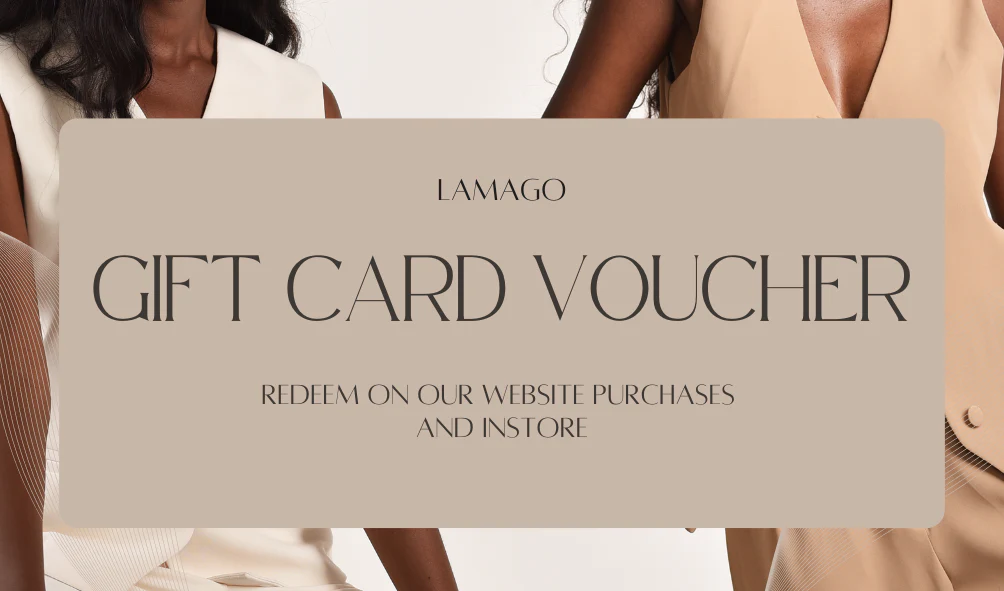 LAMAGO
GIFT CARD VOUCHER
REDEEM ON OUR WEBSITE PURCHASES
AND INSTORE